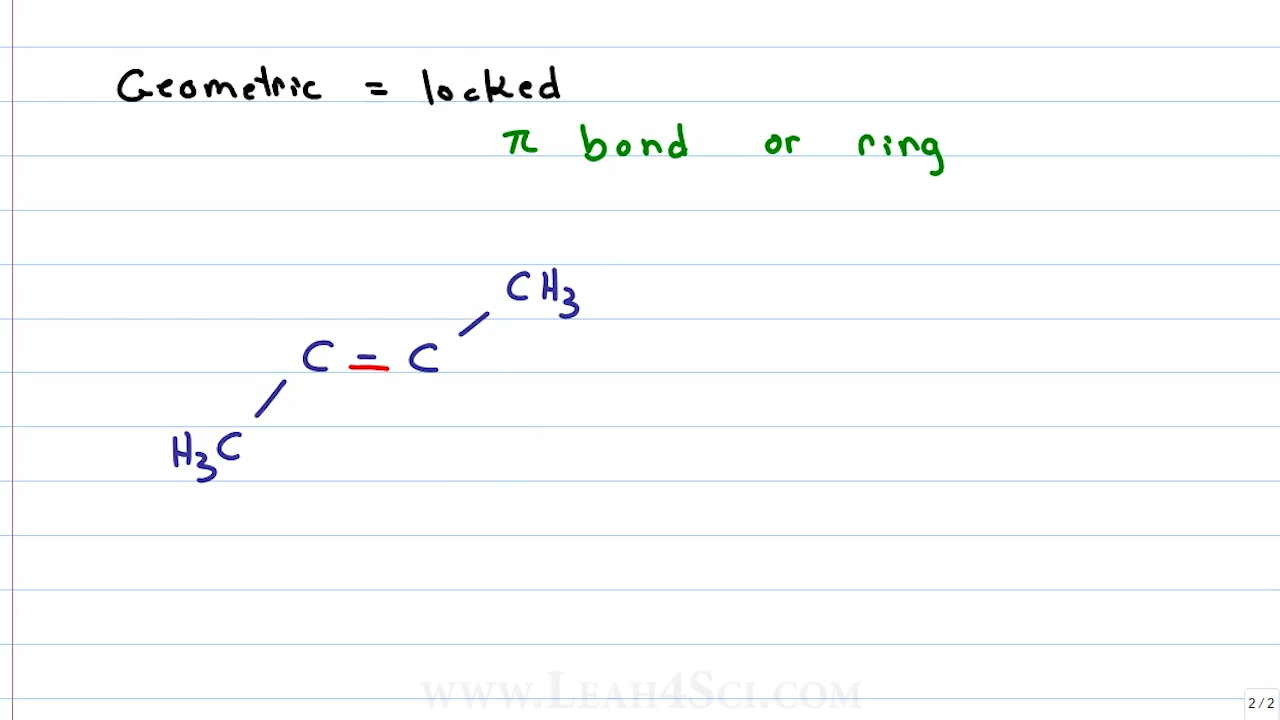 Geometric = locked
π bond or ring
CH3
C = C
H3C
www.Leah4Sci.com
2/2